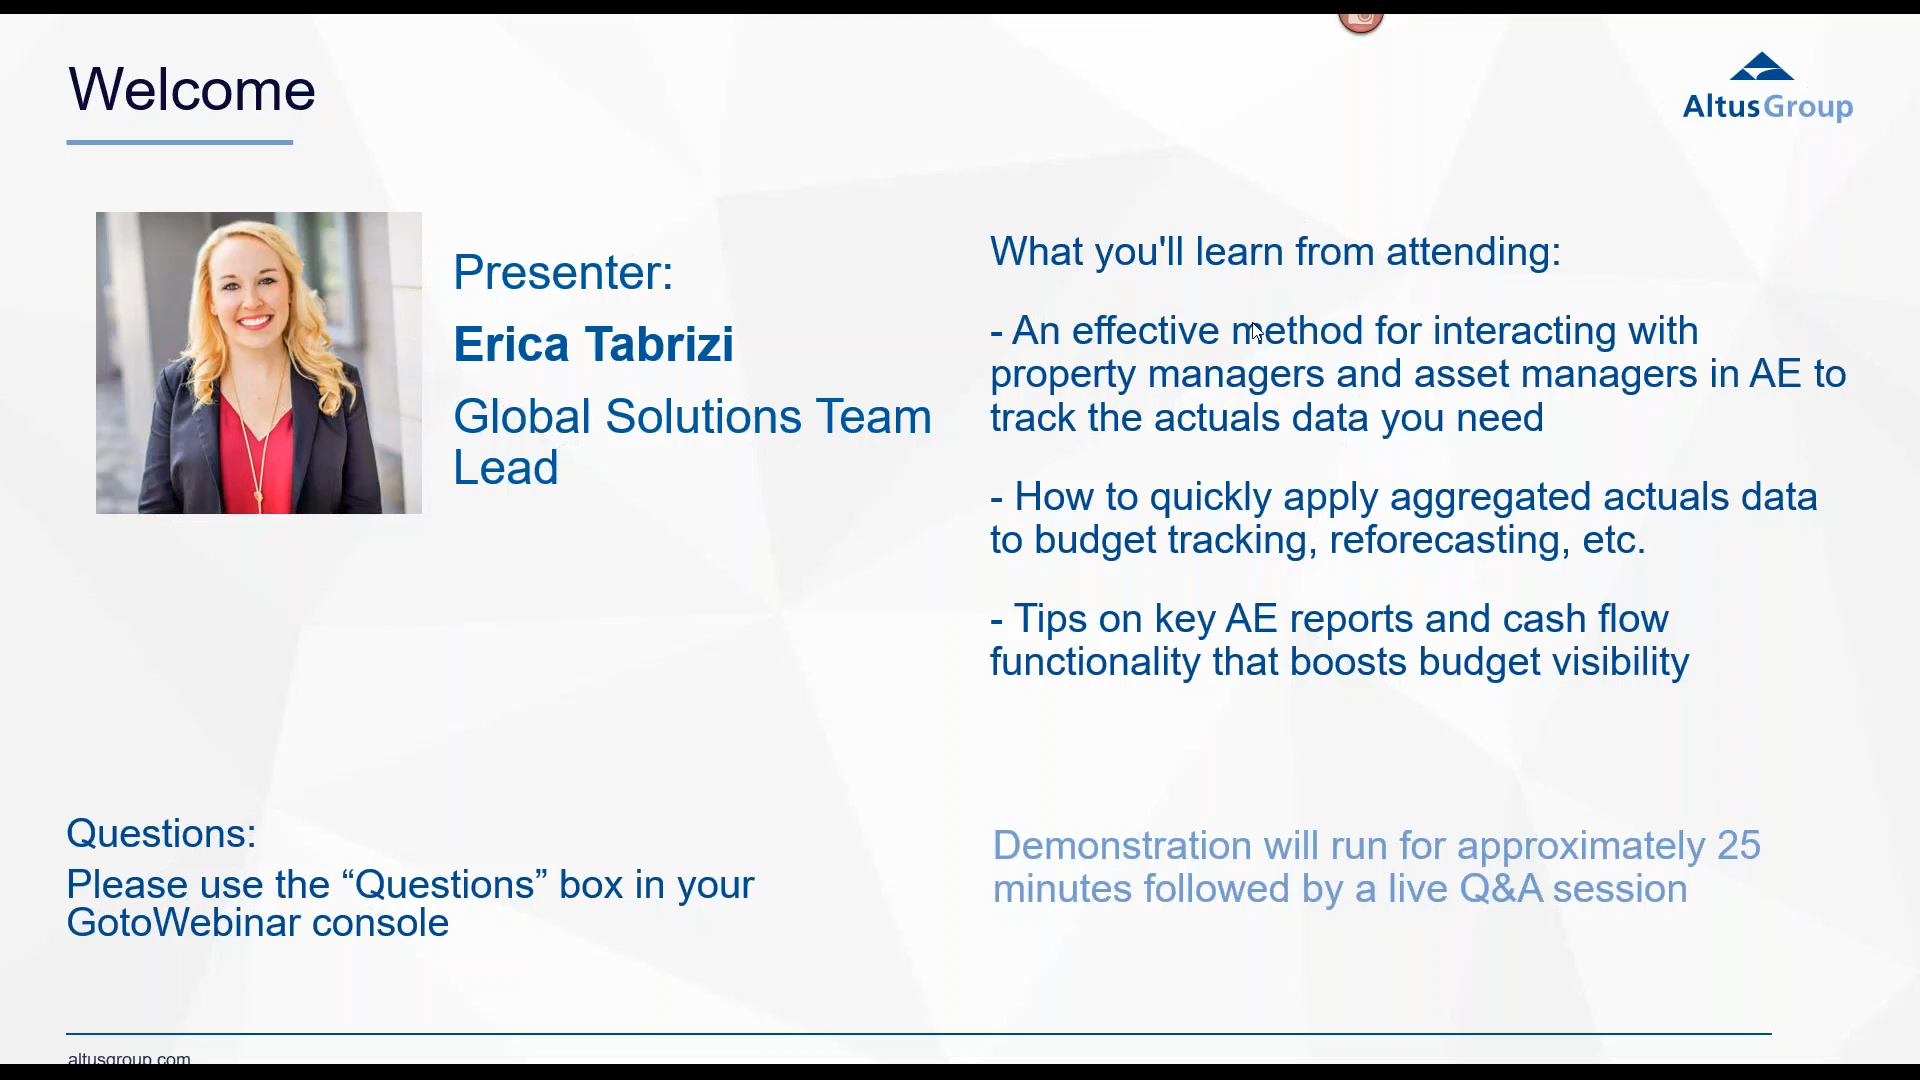 Welcome
AltusGroup
Presenter:
Erica Tabrizi
Global Solutions Team
Lead
What you'll learn from attending:
- An effective method for interacting with
property managers and asset managers in AE to
track the actuals data you need
- How to quickly apply aggregated actuals data
to budget tracking, reforecasting, etc.
- Tips on key AE reports and cash flow
functionality that boosts budget visibility
Questions:
Please use the “Questions” box in your
GotoWebinar console
Demonstration will run for approximately 25
minutes followed by a live Q&A session
altusgroup.com